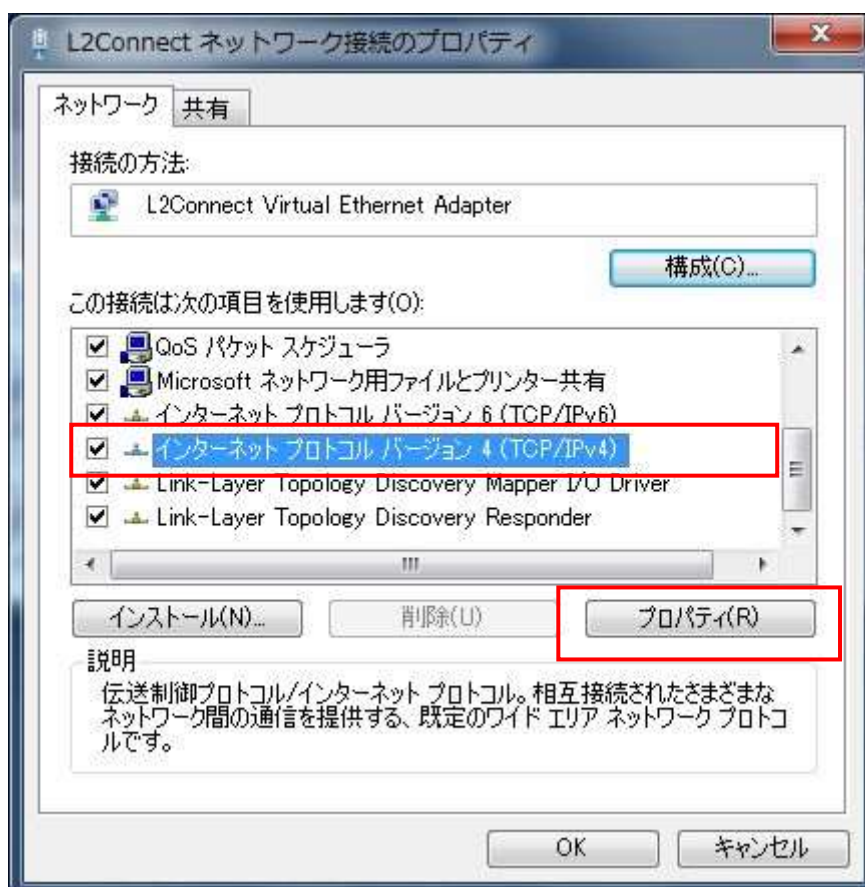 L2Connect ネットワーク接続のプロパティ
ネットワーク 共有
接続の方法:
L2Connect Virtual Ethernet Adapter
構成(C)...
この接続は次の項目を使用します(O):
QoS パケット スケジューラ
Microsoft ネットワーク用ファイルとプリンター共有
インターネット プロトコル バージョン 6 (TCP/IPv6)
インターネット プロトコル バージョン 4 (TCP/IPv4)
Link-Layer Topology Discovery Mapper I/O Driver
Link-Layer Topology Discovery Responder
インストール(N)... 削除(U) プロパティ(R)
説明
伝送制御プロトコル/インターネット プロトコル。相互接続されたさまざまな
ネットワーク間の通信を提供する、既定のワイド エリア ネットワーク プロトコ
ルです。
OK キャンセル